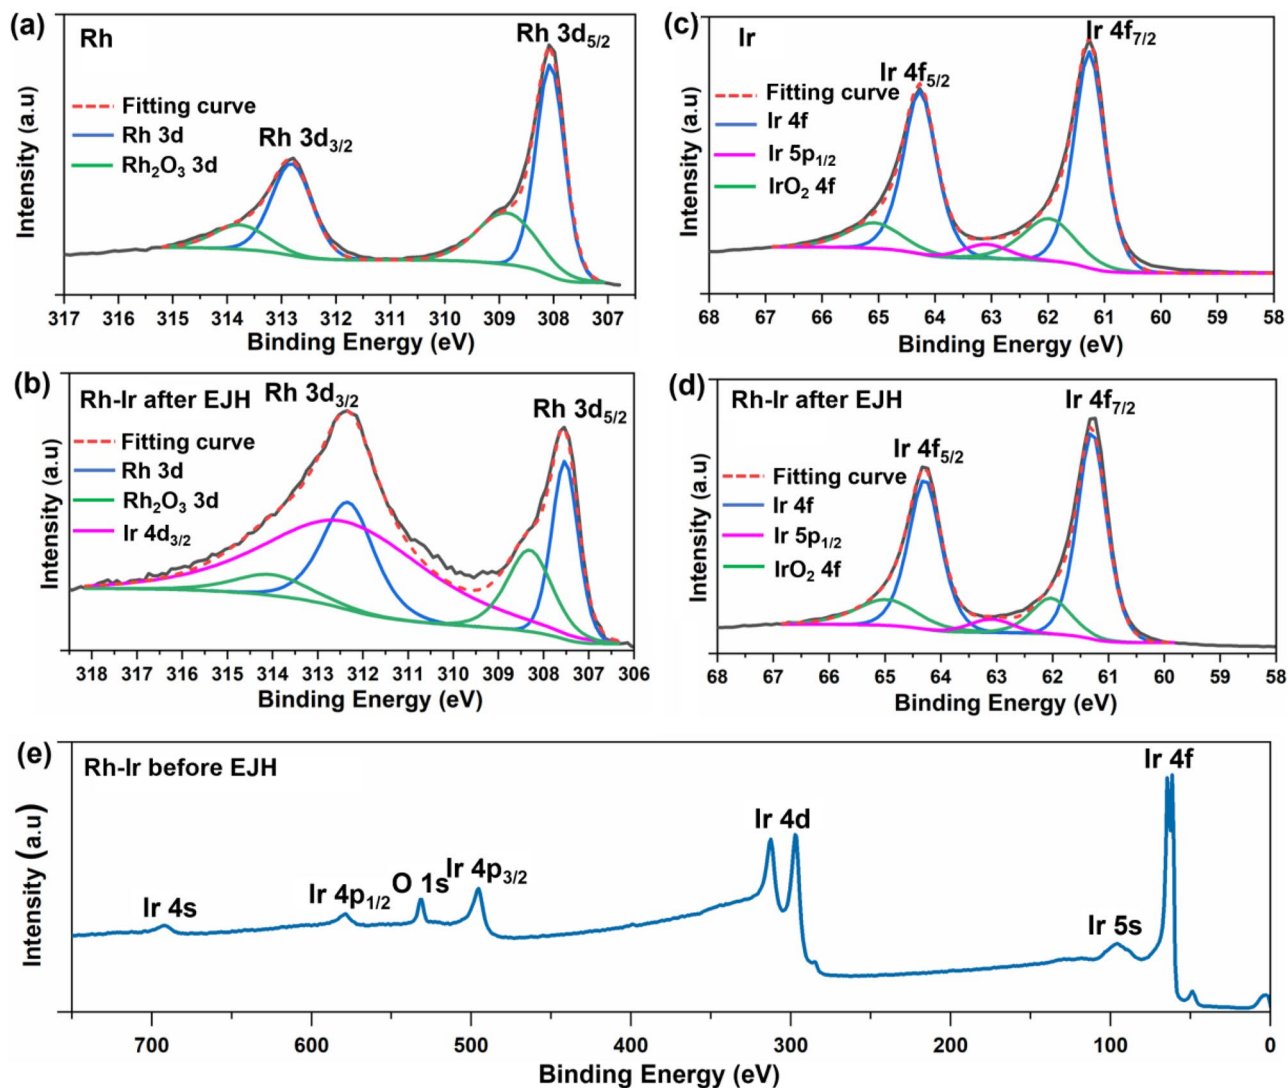 (a)
Rh
Rh 3d5/2
Fitting curve
Rh 3d
Rh2O3 3d
Rh 3d3/2
Intensity (a.u)
317 316 315 314 313 312 311 310 309 308 307
Binding Energy (eV)
(c)
Ir
Ir 4f7/2
Ir 4f5/2
Fitting curve
Ir 4f
Ir 5p1/2
IrO2 4f
Intensity (a.u)
68 67 66 65 64 63 62 61 60 59 58
Binding Energy (eV)
(b)
Rh-Ir after EJH
Rh 3d3/2
Rh 3d5/2
Fitting curve
Rh 3d
Rh2O3 3d
Ir 4d3/2
Intensity (a.u)
318 317 316 315 314 313 312 311 310 309 308 307 306
Binding Energy (eV)
(d)
Rh-Ir after EJH
Ir 4f7/2
Ir 4f5/2
Fitting curve
Ir 4f
Ir 5p1/2
IrO2 4f
Intensity (a.u)
68 67 66 65 64 63 62 61 60 59 58
Binding Energy (eV)
(e)
Rh-Ir before EJH
Ir 4s
Ir 4p1/2
O 1s
Ir 4p3/2
Ir 4d
Ir 5s
Ir 4f
Intensity (a.u)
700 600 500 400 300 200 100 0
Binding Energy (eV)